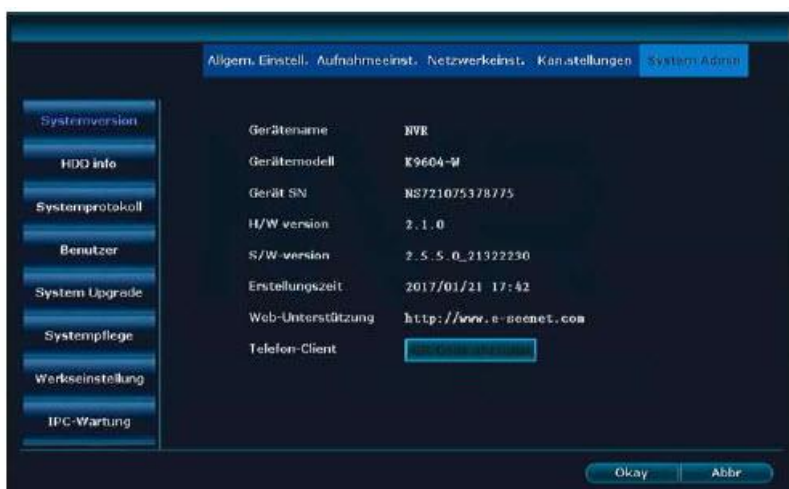 Allgem. Einstell. Aufnahmeeinst. Netzwerkeinst. Kan.stellungen System Admin
Systemversion
HDD info
Systemprotokoll
Benutzer
System Upgrade
Systempflege
Werkseinstellung
IPC-Wartung
Gerätename NVR
Gerätemodell K9604-W
Gerät SN NS721075378775
H/W version 2.1.0
S/W-version 2.5.5.0_21322230
Erstellungszeit 2017/01/21 17:42
Web-Unterstützung http://www.e-seenet.com
Telefon-Client
Okay Abbr